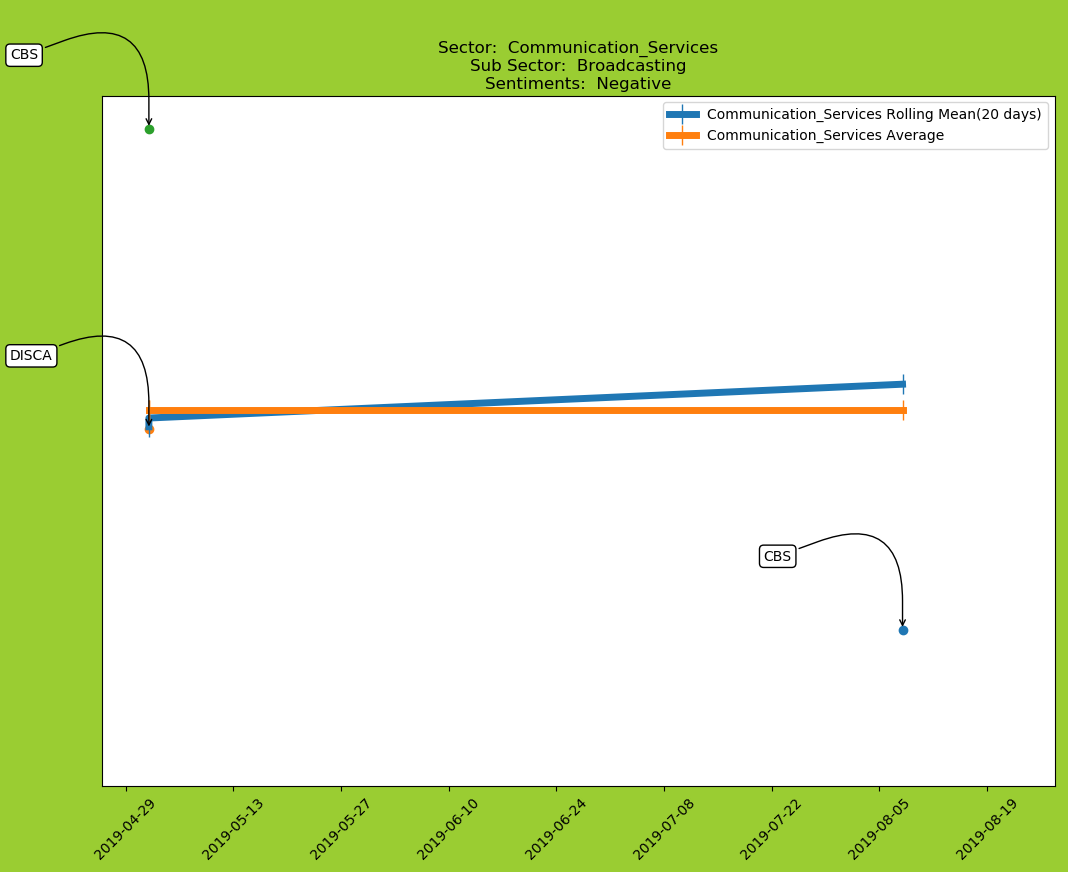 CBS
Sector:  Communication_Services
Sub Sector:  Broadcasting
Sentiments:  Negative
Communication_Services Rolling Mean(20 days)
Communication_Services Average
DISCA
CBS
2019-04-29
2019-05-13
2019-05-27
2019-06-10
2019-06-24
2019-07-08
2019-07-22
2019-08-05
2019-08-19